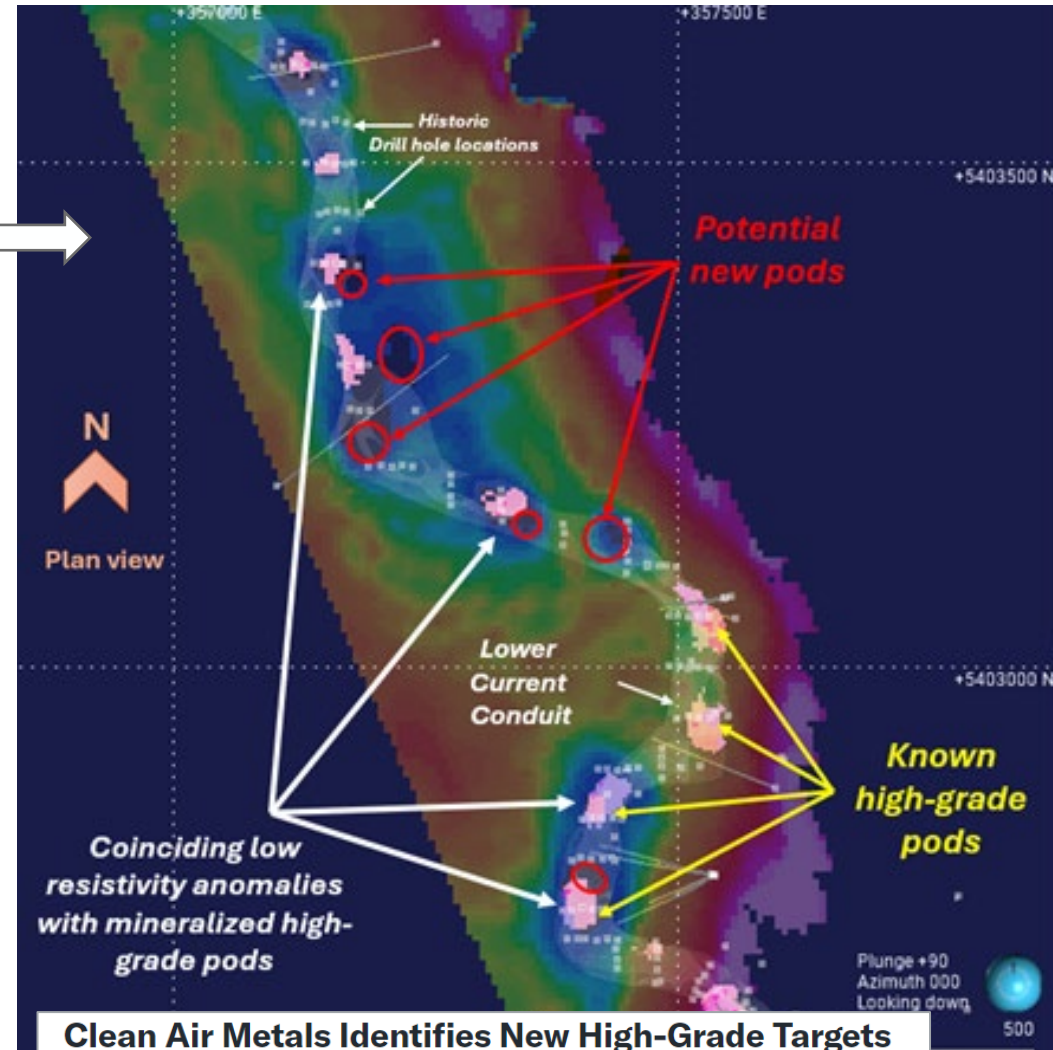 +357000 E
+357500 E
Historic
Drill hole locations
+5403500 N
Potential
new pods
N
Plan view
Lower
Current
Conduit
+5403000 N
Known
high-grade
pods
Coinciding low
resistivity anomalies
with mineralized high-
grade pods
Plunge +90
Azimuth 000
Looking down
500
Clean Air Metals Identifies New High-Grade Targets